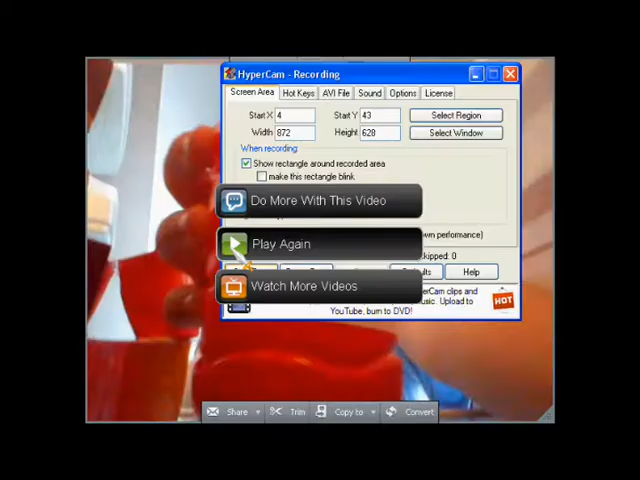 HyperCam - Recording
Screen Area Hot Keys AVI File Sound Options License
Start X 4 Start Y 43 Select Region
Width 872 Height 628 Select Window
When recording
Show rectangle around recorded area
make this rectangle blink
Do More With This Video
own performance)
Play Again
kipped: 0
ults Help
Watch More Videos
erCam clips and
usic. Upload to
YouTube, burn to DVD!
HOT
Share Trim Copy to Convert